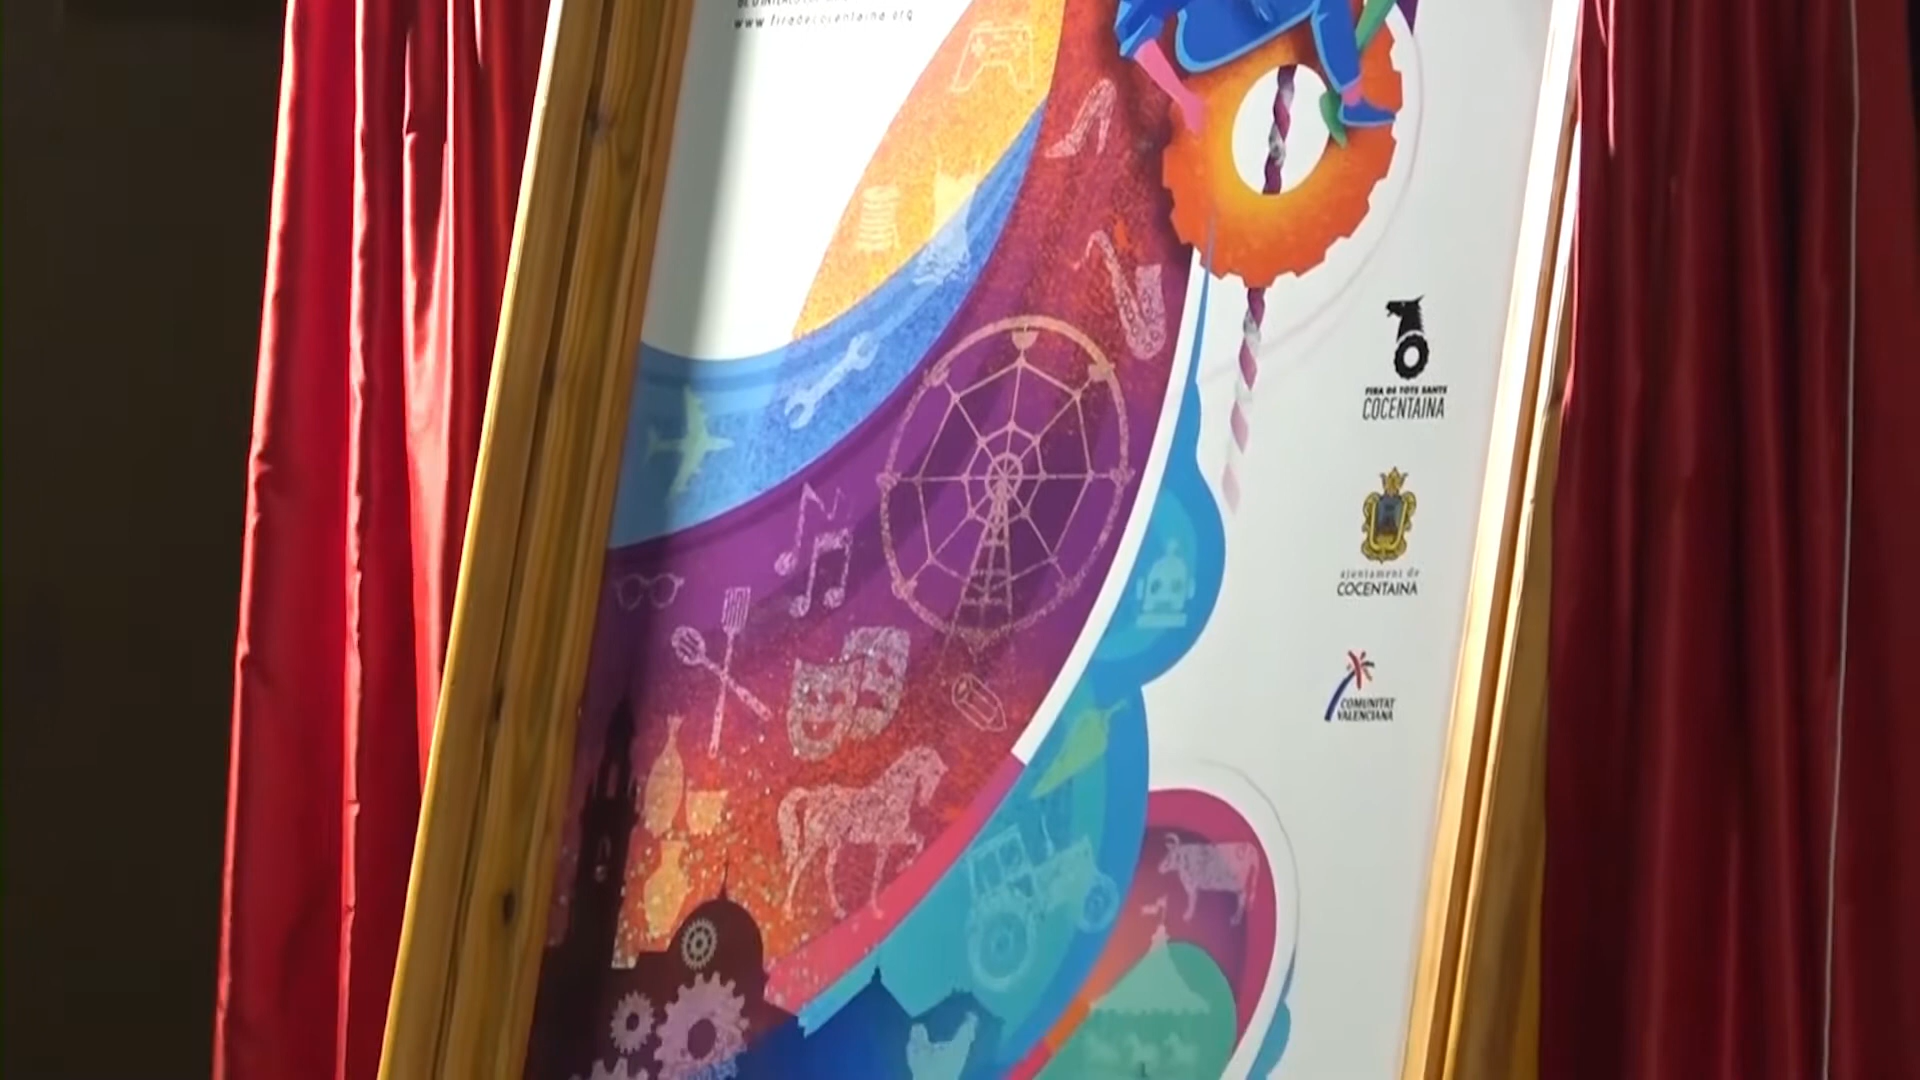 www.firadecocentaina.org
FIRA DE TOTS SANTS
COCENTAINA
ajuntament de
COCENTAINA
COMUNITAT
VALENCIANA